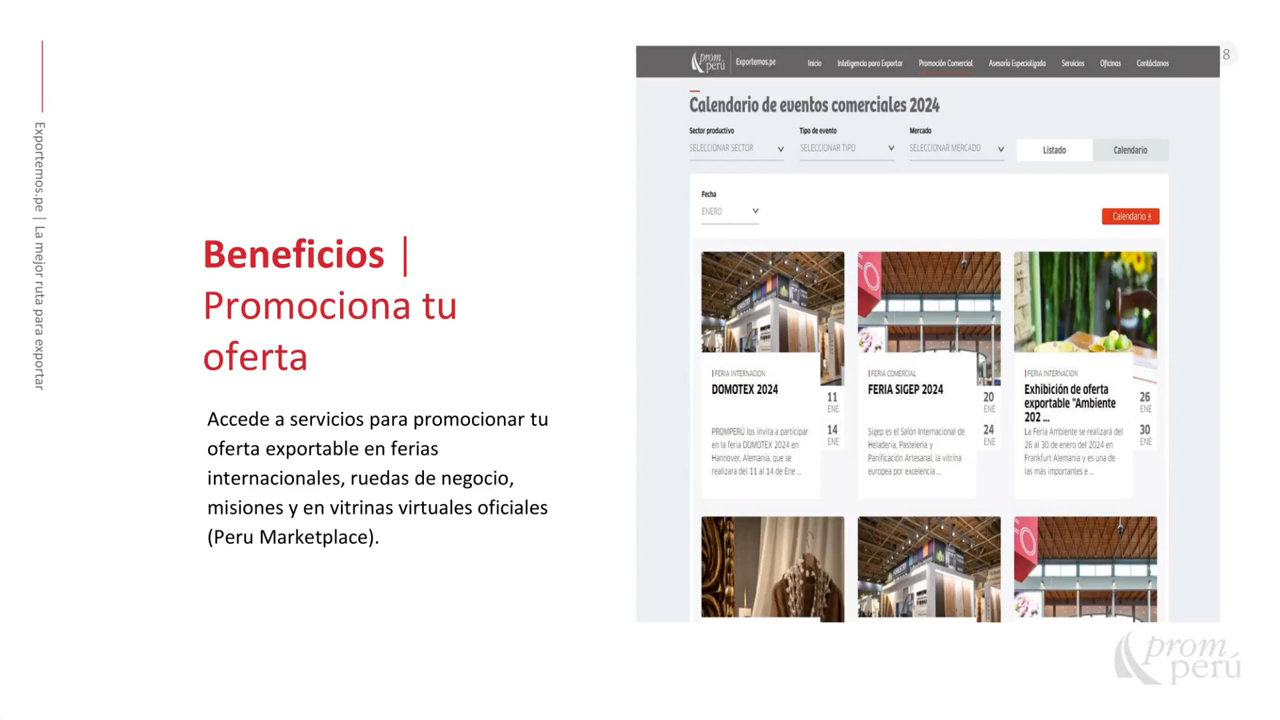 8
Exportemos.pe | La mejor ruta para exportar
Beneficios |
Promociona tu
oferta
Accede a servicios para promocionar tu
oferta exportable en ferias
internacionales, ruedas de negocio,
misiones y en vitrinas virtuales oficiales
(Peru Marketplace).
prom perú | Exportemos.pe Inicio Inteligencia para Exportar Promoción Comercial Asesoría Especializada Servicios Oficinas Contáctanos
Calendario de eventos comerciales 2024
Sector productivo Tipo de evento Mercado
SELECCIONAR SECTOR SELECCIONAR TIPO SELECCIONAR MERCADO Listado Calendario
Fecha
ENERO
Calendario
FERIA INTERNACION
DOMOTEX 2024
11
ENE
14
ENE
PROMPERÚ los invita a participar
en la feria DOMOTEX 2024 en
Hannover, Alemania, que se
realizara del 11 al 14 de Ene ...
FERIA COMERCIAL
FERIA SIGEP 2024
20
ENE
24
ENE
Sigep es el Salón Internacional de
Heladeria, Pasteleria y
Panificación Artesanal, la vitrina
europea por excelencia ...
FERIA INTERNACION
Exhibición de oferta
exportable "Ambiente
202 ...
26
ENE
30
ENE
La Feria Ambiente se realizará del
26 al 30 de enero del 2024 en
Frankfurt Alemania y es una
de las más importantes e ...
prom
perú